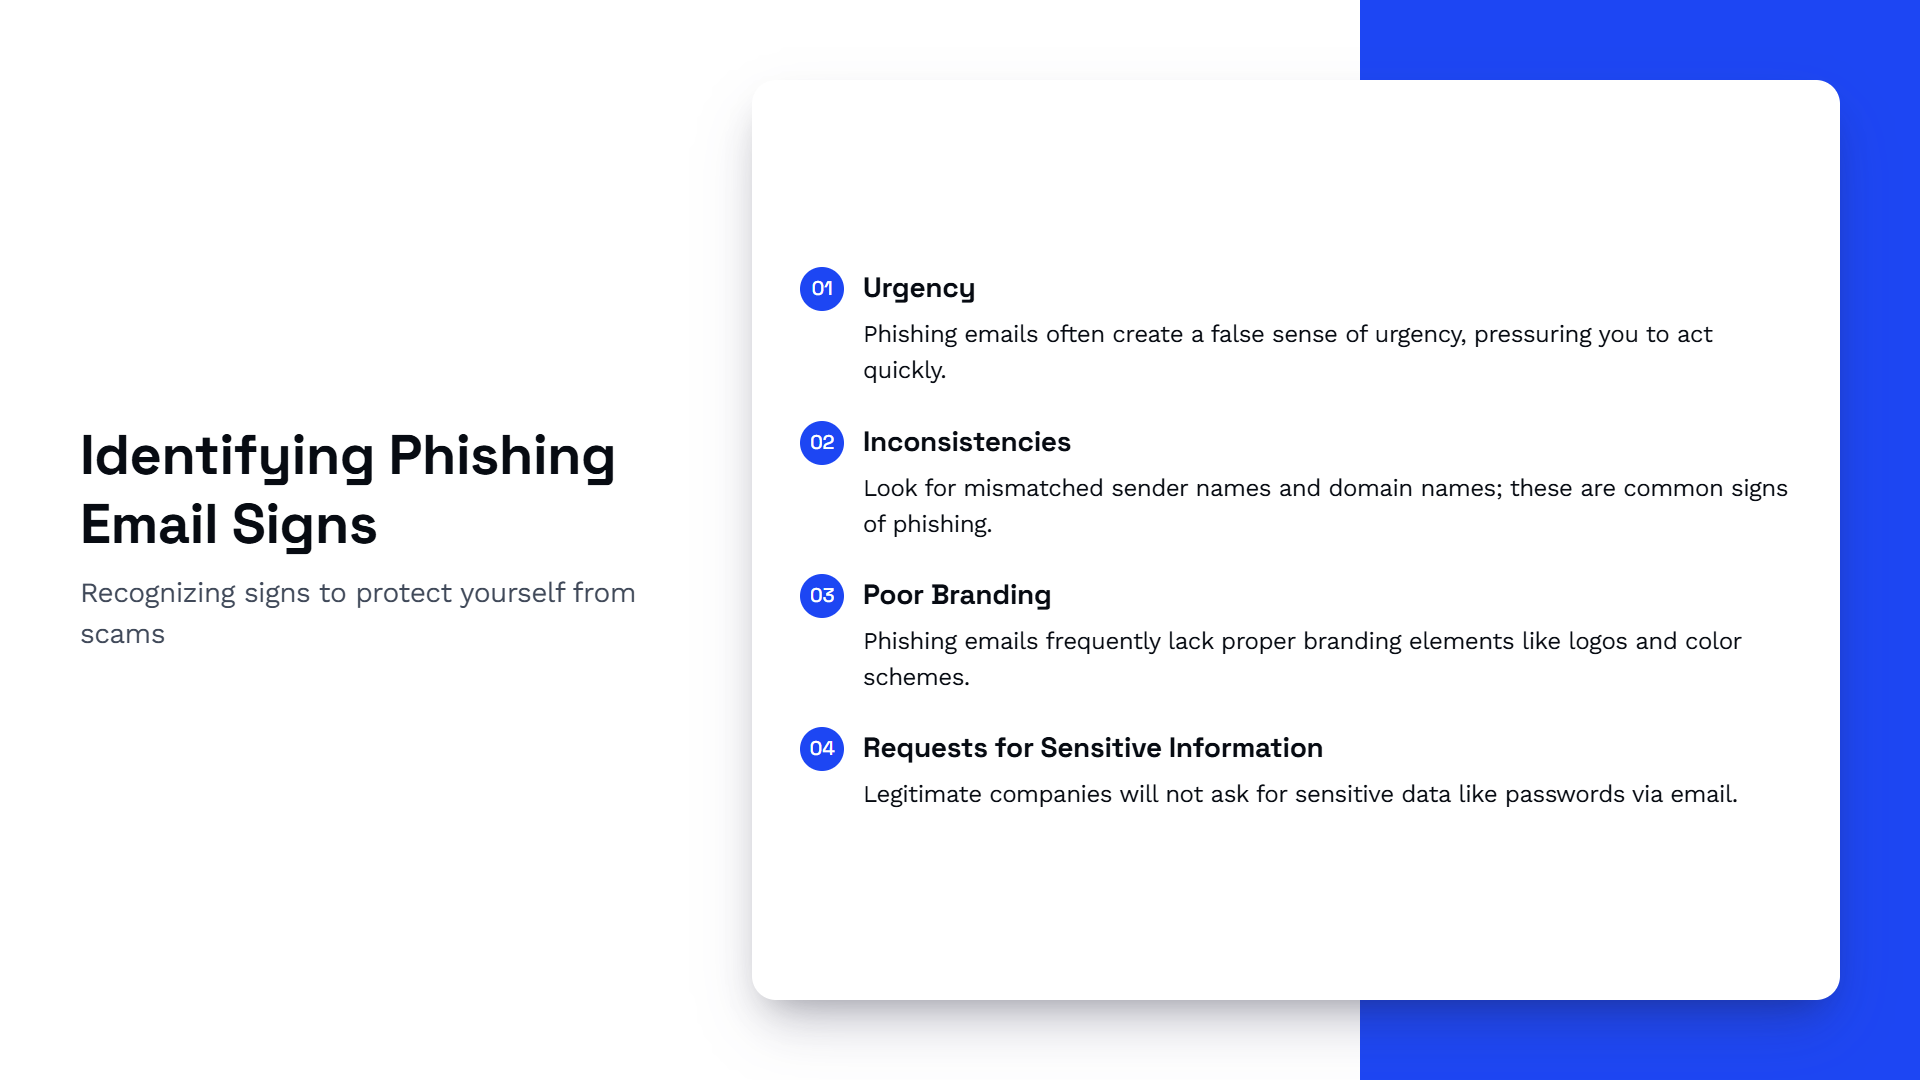 Identifying Phishing
Email Signs
Recognizing signs to protect yourself from
scams
01 Urgency
Phishing emails often create a false sense of urgency, pressuring you to act
quickly.
02 Inconsistencies
Look for mismatched sender names and domain names; these are common signs
of phishing.
03 Poor Branding
Phishing emails frequently lack proper branding elements like logos and color
schemes.
04 Requests for Sensitive Information
Legitimate companies will not ask for sensitive data like passwords via email.